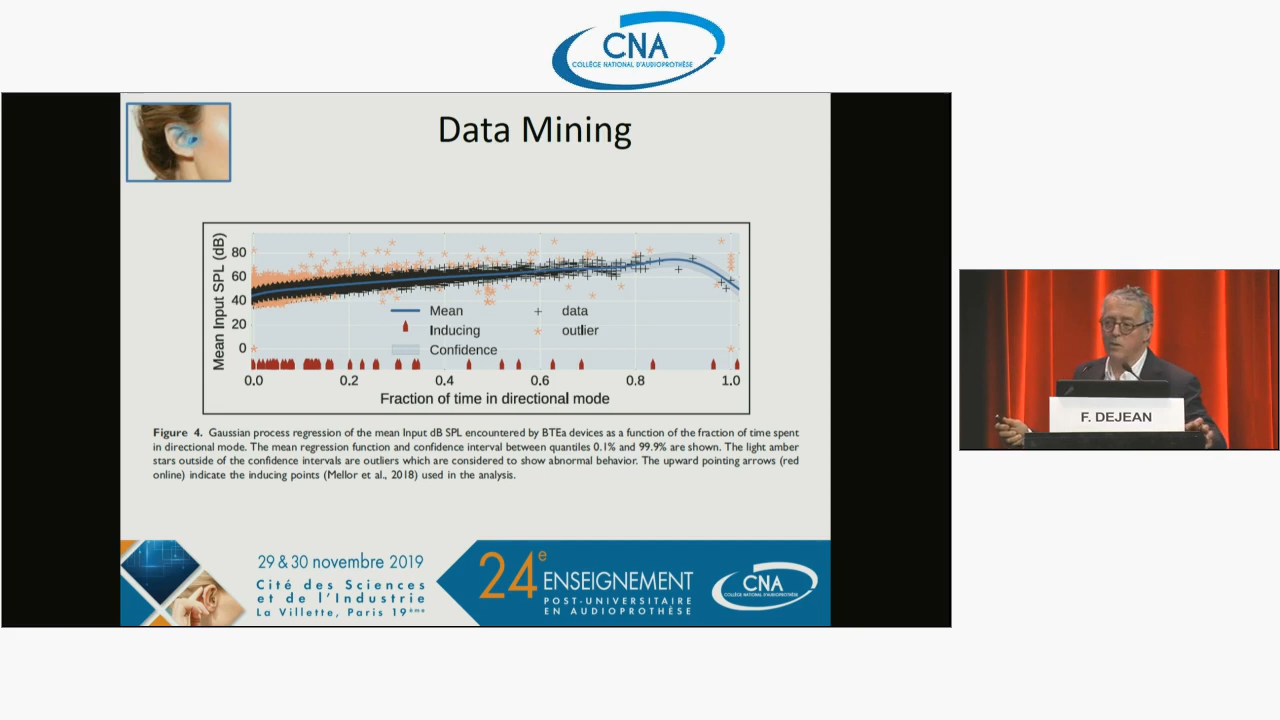 CNA
COLLÈGE NATIONAL D'AUDIOPROTHÈSE
Data Mining
Mean Input SPL (dB)
80
60
40
20
0
Mean
data
Inducing
outlier
Confidence
0.0 0.2 0.4 0.6 0.8 1.0
Fraction of time in directional mode
Figure 4. Gaussian process regression of the mean Input dB SPL encountered by BTEa devices as a function of the fraction of time spent
in directional mode. The mean regression function and confidence interval between quantiles 0.1% and 99.9% are shown. The light amber
stars outside of the confidence intervals are outliers which are considered to show abnormal behavior. The upward pointing arrows (red
online) indicate the inducing points (Mellor et al., 2018) used in the analysis.
29 & 30 novembre 2019
Cité des Sciences
et de l'Industrie
La Villette, Paris 19ème
24e ENSEIGNEMENT
POST-UNIVERSITAIRE
EN AUDIOPROTHÈSE
CNA
COLLÈGE NATIONAL D'AUDIOPROTHÈSE
F. DEJEAN